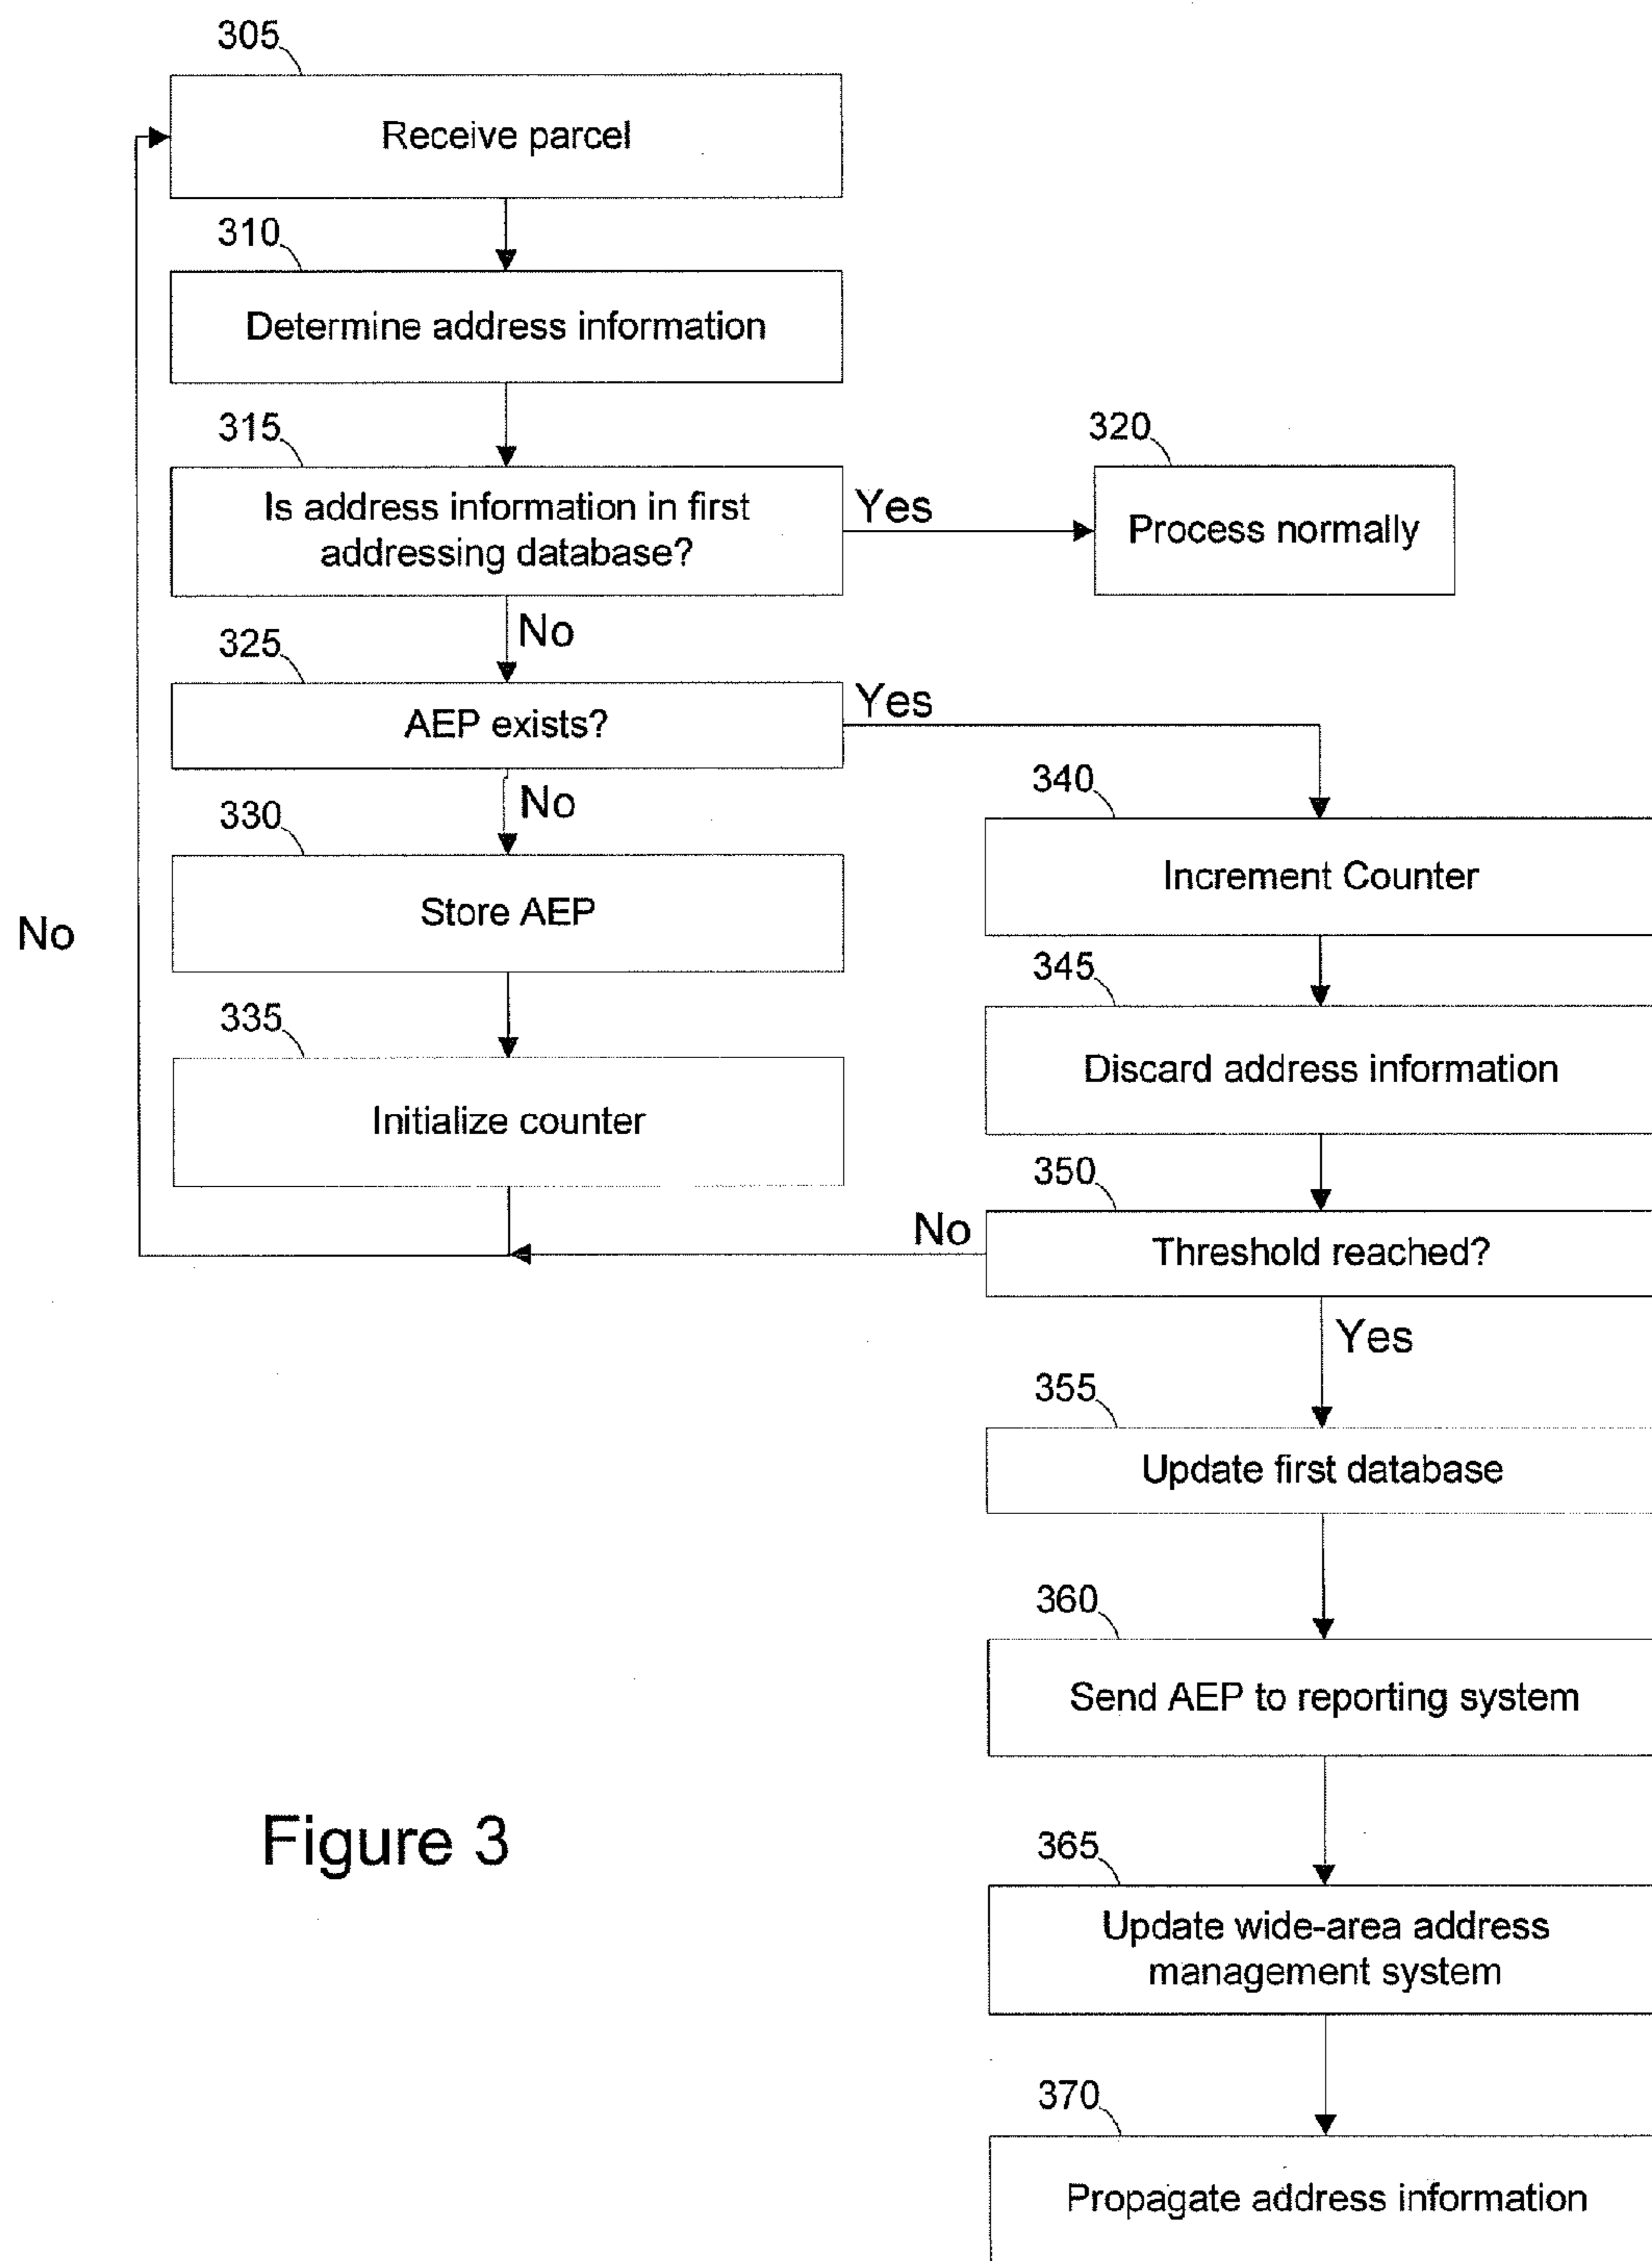 305
Receive parcel
310
Determine address information
315
Is address information in first
addressing database?
Yes
320
Process normally
No
325
AEP exists?
Yes
No
330
Store AEP
335
Initialize counter
No
340
Increment Counter
345
Discard address information
350
Threshold reached?
No
Yes
355
Update first database
360
Send AEP to reporting system
365
Update wide-area address
management system
370
Propagate address information
Figure 3